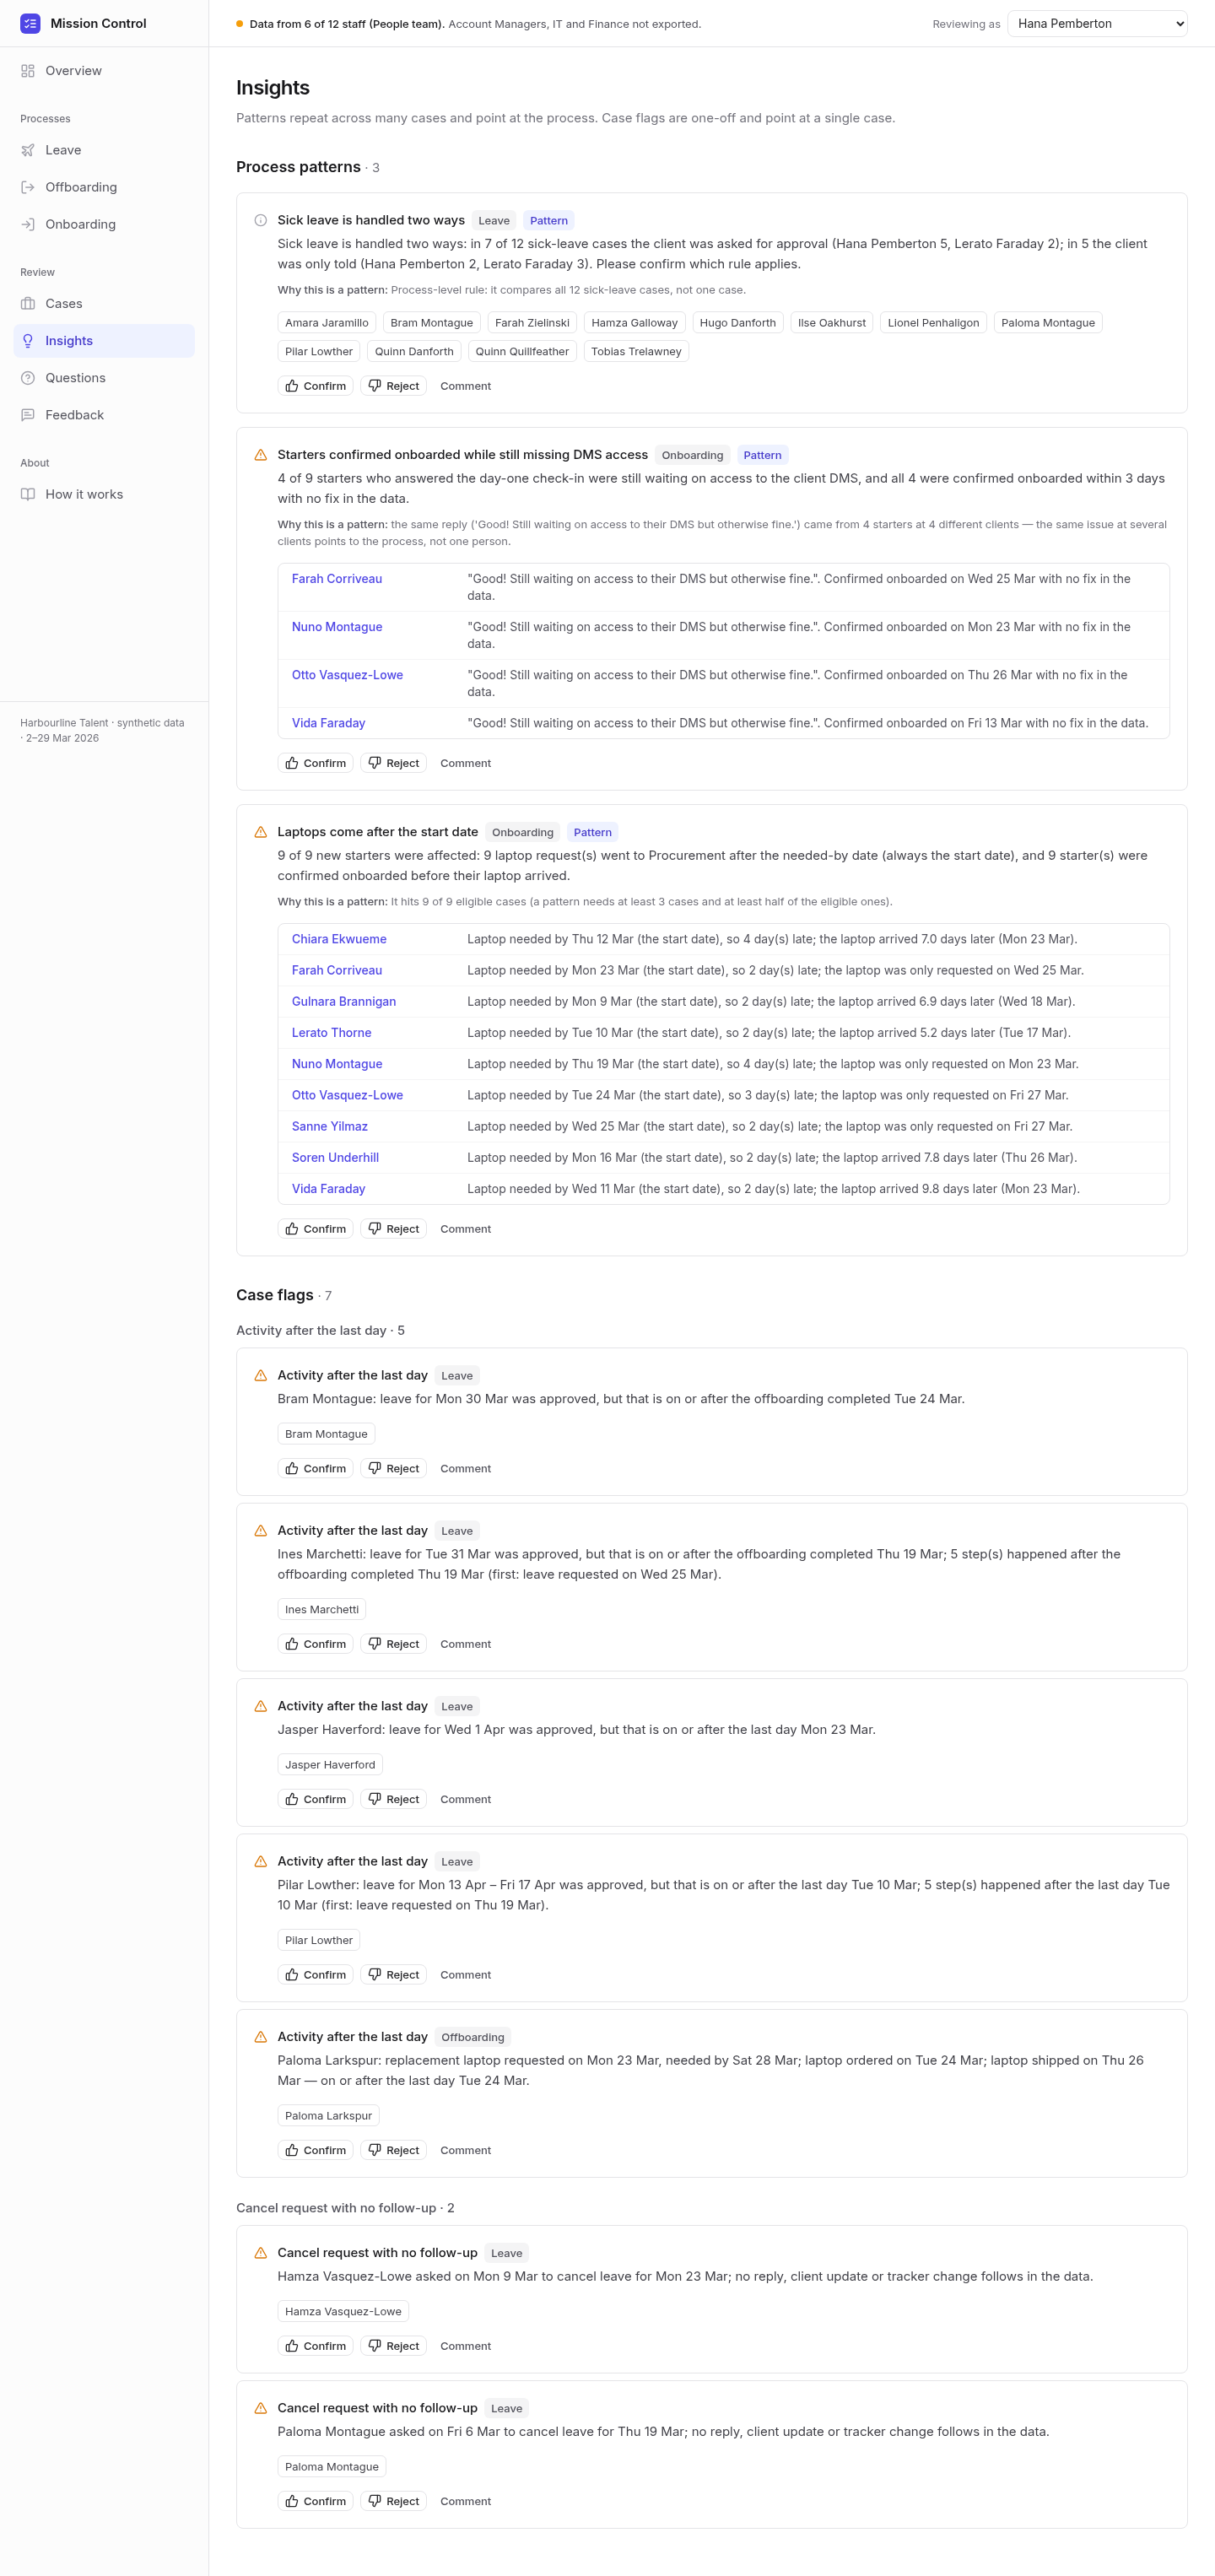 Mission Control
Data from 6 of 12 staff (People team). Account Managers, IT and Finance not exported.
Reviewing as
Hana Pemberton
Overview
Processes
Leave
Offboarding
Onboarding
Review
Cases
Insights
Questions
Feedback
About
How it works
Harbourline Talent · synthetic data
· 2–29 Mar 2026
Insights
Patterns repeat across many cases and point at the process. Case flags are one-off and point at a single case.
Process patterns · 3
Sick leave is handled two ways Leave Pattern
Sick leave is handled two ways: in 7 of 12 sick-leave cases the client was asked for approval (Hana Pemberton 5, Lerato Faraday 2); in 5 the client
was only told (Hana Pemberton 2, Lerato Faraday 3). Please confirm which rule applies.
Why this is a pattern: Process-level rule: it compares all 12 sick-leave cases, not one case.
Amara Jaramillo Bram Montague Farah Zielinski Hamza Galloway Hugo Danforth Ilse Oakhurst Lionel Penhaligon Paloma Montague
Pilar Lowther Quinn Danforth Quinn Quillfeather Tobias Trelawney
Confirm Reject Comment
Starters confirmed onboarded while still missing DMS access Onboarding Pattern
4 of 9 starters who answered the day-one check-in were still waiting on access to the client DMS, and all 4 were confirmed onboarded within 3 days
with no fix in the data.
Why this is a pattern: the same reply ('Good! Still waiting on access to their DMS but otherwise fine.') came from 4 starters at 4 different clients — the same issue at several
clients points to the process, not one person.
Farah Corriveau "Good! Still waiting on access to their DMS but otherwise fine.". Confirmed onboarded on Wed 25 Mar with no fix in the
data.
Nuno Montague "Good! Still waiting on access to their DMS but otherwise fine.". Confirmed onboarded on Mon 23 Mar with no fix in the
data.
Otto Vasquez-Lowe "Good! Still waiting on access to their DMS but otherwise fine.". Confirmed onboarded on Thu 26 Mar with no fix in the
data.
Vida Faraday "Good! Still waiting on access to their DMS but otherwise fine.". Confirmed onboarded on Fri 13 Mar with no fix in the data.
Confirm Reject Comment
Laptops come after the start date Onboarding Pattern
9 of 9 new starters were affected: 9 laptop request(s) went to Procurement after the needed-by date (always the start date), and 9 starter(s) were
confirmed onboarded before their laptop arrived.
Why this is a pattern: It hits 9 of 9 eligible cases (a pattern needs at least 3 cases and at least half of the eligible ones).
Chiara Ekwueme Laptop needed by Thu 12 Mar (the start date), so 4 day(s) late; the laptop arrived 7.0 days later (Mon 23 Mar).
Farah Corriveau Laptop needed by Mon 23 Mar (the start date), so 2 day(s) late; the laptop was only requested on Wed 25 Mar.
Gulnara Brannigan Laptop needed by Mon 9 Mar (the start date), so 2 day(s) late; the laptop arrived 6.9 days later (Wed 18 Mar).
Lerato Thorne Laptop needed by Tue 10 Mar (the start date), so 2 day(s) late; the laptop arrived 5.2 days later (Tue 17 Mar).
Nuno Montague Laptop needed by Thu 19 Mar (the start date), so 4 day(s) late; the laptop was only requested on Mon 23 Mar.
Otto Vasquez-Lowe Laptop needed by Tue 24 Mar (the start date), so 3 day(s) late; the laptop was only requested on Fri 27 Mar.
Sanne Yilmaz Laptop needed by Wed 25 Mar (the start date), so 2 day(s) late; the laptop was only requested on Fri 27 Mar.
Soren Underhill Laptop needed by Mon 16 Mar (the start date), so 2 day(s) late; the laptop arrived 7.8 days later (Thu 26 Mar).
Vida Faraday Laptop needed by Wed 11 Mar (the start date), so 2 day(s) late; the laptop arrived 9.8 days later (Mon 23 Mar).
Confirm Reject Comment
Case flags · 7
Activity after the last day · 5
Activity after the last day Leave
Bram Montague: leave for Mon 30 Mar was approved, but that is on or after the offboarding completed Tue 24 Mar.
Bram Montague
Confirm Reject Comment
Activity after the last day Leave
Ines Marchetti: leave for Tue 31 Mar was approved, but that is on or after the offboarding completed Thu 19 Mar; 5 step(s) happened after the
offboarding completed Thu 19 Mar (first: leave requested on Wed 25 Mar).
Ines Marchetti
Confirm Reject Comment
Activity after the last day Leave
Jasper Haverford: leave for Wed 1 Apr was approved, but that is on or after the last day Mon 23 Mar.
Jasper Haverford
Confirm Reject Comment
Activity after the last day Leave
Pilar Lowther: leave for Mon 13 Apr – Fri 17 Apr was approved, but that is on or after the last day Tue 10 Mar; 5 step(s) happened after the last day Tue
10 Mar (first: leave requested on Thu 19 Mar).
Pilar Lowther
Confirm Reject Comment
Activity after the last day Offboarding
Paloma Larkspur: replacement laptop requested on Mon 23 Mar, needed by Sat 28 Mar; laptop ordered on Tue 24 Mar; laptop shipped on Thu 26
Mar — on or after the last day Tue 24 Mar.
Paloma Larkspur
Confirm Reject Comment
Cancel request with no follow-up · 2
Cancel request with no follow-up Leave
Hamza Vasquez-Lowe asked on Mon 9 Mar to cancel leave for Mon 23 Mar; no reply, client update or tracker change follows in the data.
Hamza Vasquez-Lowe
Confirm Reject Comment
Cancel request with no follow-up Leave
Paloma Montague asked on Fri 6 Mar to cancel leave for Thu 19 Mar; no reply, client update or tracker change follows in the data.
Paloma Montague
Confirm Reject Comment